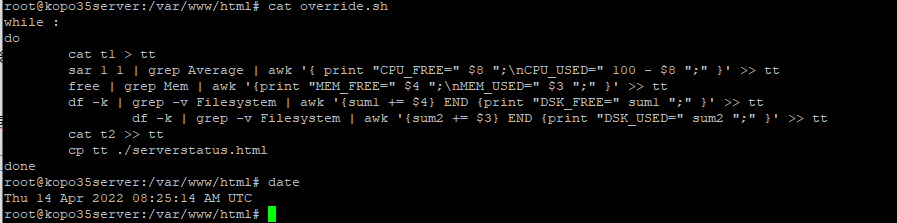 root@kopo35server:/var/www/html# cat override.sh
while :
do
        cat t1 > tt
        sar 1 1 | grep Average | awk '{ print "CPU_FREE=" $8 ";\nCPU_USED=" 100 - $8 ";" }' >> tt
        free | grep Mem | awk '{print "MEM_FREE=" $4 ";\nMEM_USED=" $3 ";" }' >> tt
        df -k | grep -v Filesystem | awk '{sum1 += $4} END {print "DSK_FREE=" sum1 ";" }' >> tt
                df -k | grep -v Filesystem | awk '{sum2 += $3} END {print "DSK_USED=" sum2 ";" }' >> tt
        cat t2 >> tt
        cp tt ./serverstatus.html
done
root@kopo35server:/var/www/html# date
Thu 14 Apr 2022 08:25:14 AM UTC
root@kopo35server:/var/www/html#